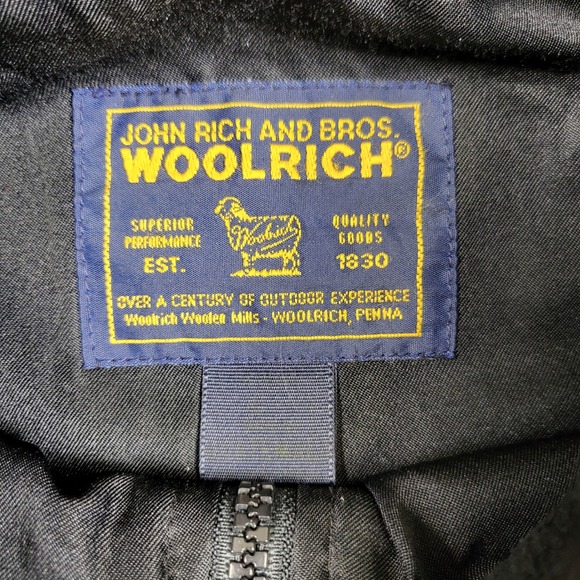 JOHN RICH AND BROS.
WOOLRICH®
SUPERIOR PERFORMANCE
Woolrich
QUALITY GOODS
EST. 1830
OVER A CENTURY OF OUTDOOR EXPERIENCE
Woolrich Woolen Mills - WOOLRICH, PENNA